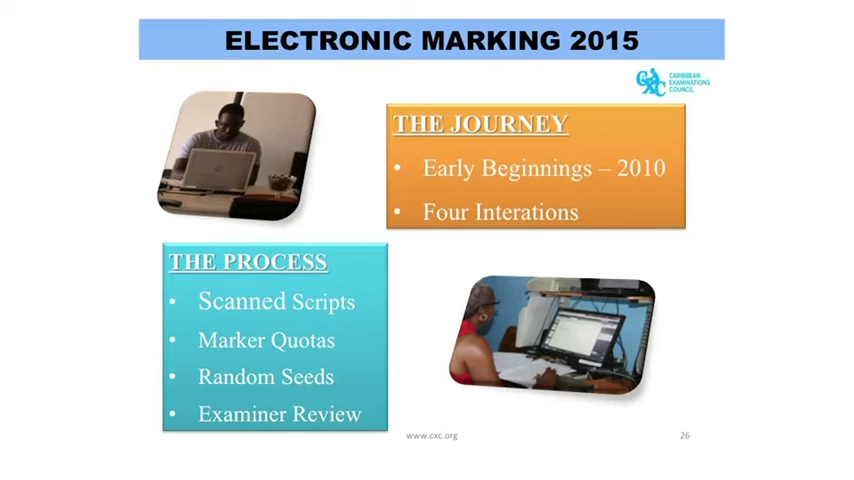 ELECTRONIC MARKING 2015
CXC
CARIBBEAN
EXAMINATIONS
COUNCIL
THE JOURNEY
• Early Beginnings – 2010
• Four Interations
THE PROCESS
• Scanned Scripts
• Marker Quotas
• Random Seeds
• Examiner Review
www.cxc.org
26